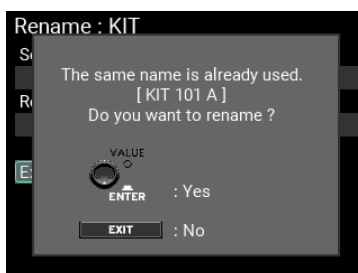 Rename : KIT
The same name is already used.
[ KIT 101 A ]
Do you want to rename ?
VALUE
ENTER : Yes
EXIT : No